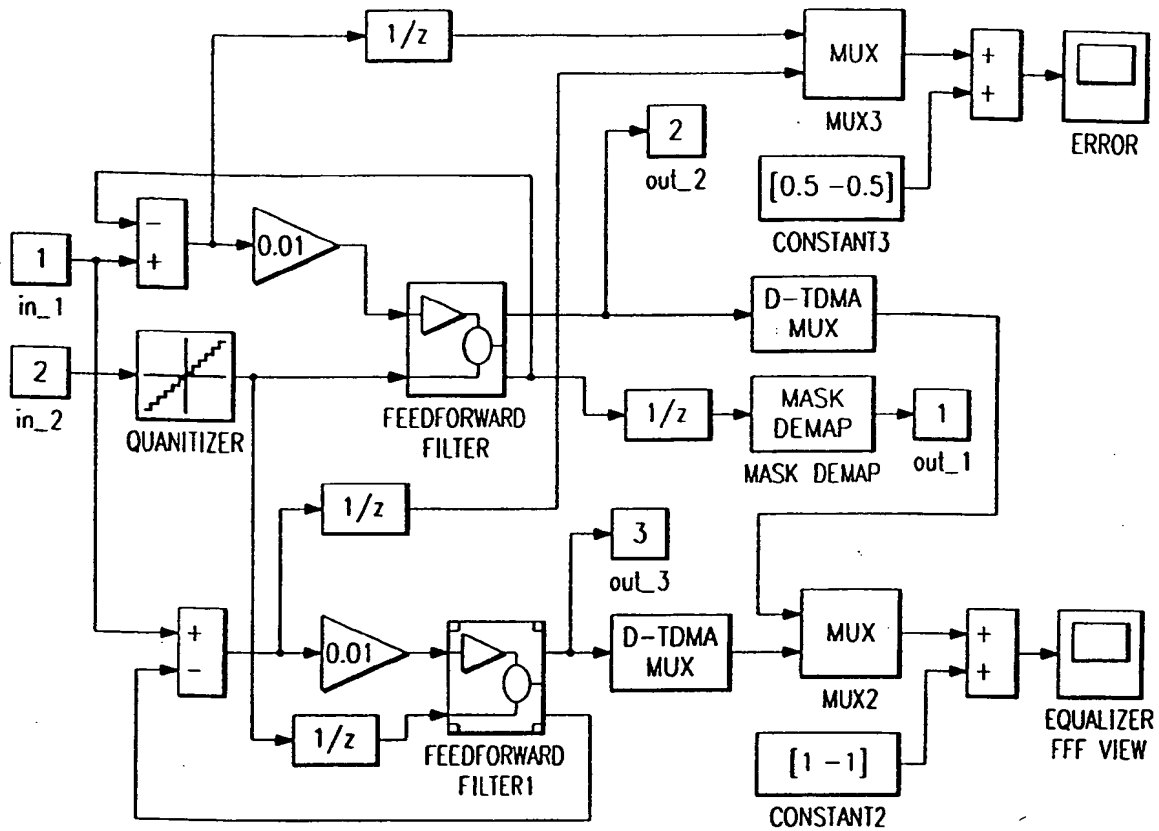 1/z
MUX
MUX3
+
+
ERROR
2
out_2
[0.5 -0.5]
CONSTANT3
-
+
0.01
1
in_1
D-TDMA
MUX
2
in_2
QUANITIZER
FEEDFORWARD
FILTER
1/z
MASK
DEMAP
MASK DEMAP
1
out_1
1/z
3
out_3
+
-
0.01
D-TDMA
MUX
MUX
MUX2
+
+
EQUALIZER
FFF VIEW
1/z
FEEDFORWARD
FILTER1
[1 -1]
CONSTANT2